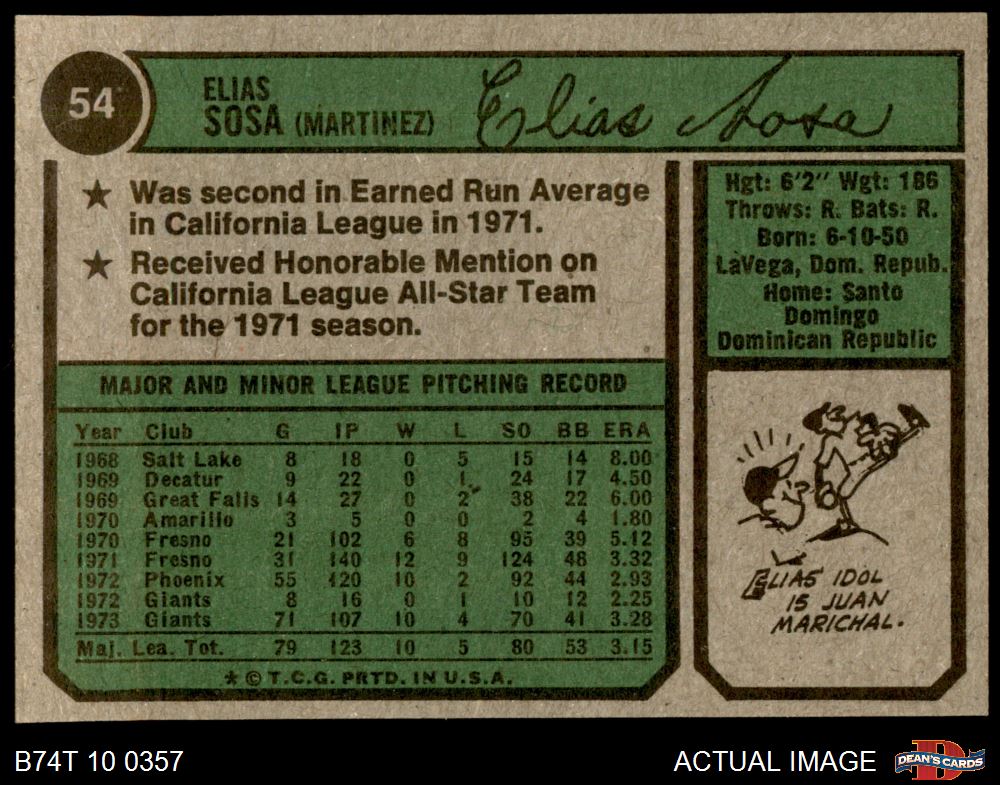 54
ELIAS
SOSA (MARTINEZ)
Elias Sosa
★ Was second in Earned Run Average
in California League in 1971.
★ Received Honorable Mention on
California League All-Star Team
for the 1971 season.
Hgt: 6'2" Wgt: 186
Throws: R. Bats: R.
Born: 6-10-50
LaVega, Dom. Repub.
Home: Santo
Domingo
Dominican Republic
MAJOR AND MINOR LEAGUE PITCHING RECORD
Year Club G IP W L SO BB ERA
1968 Salt Lake 8 18 0 5 15 14 8.00
1969 Decatur 9 22 0 1 24 17 4.50
1969 Great Falls 14 27 0 2 38 22 6.00
1970 Amarillo 3 5 0 0 2 4 1.80
1970 Fresno 21 102 6 8 95 39 5.12
1971 Fresno 31 140 12 9 124 48 3.32
1972 Phoenix 55 120 10 2 92 44 2.93
1972 Giants 8 16 0 1 10 12 2.25
1973 Giants 71 107 10 4 70 41 3.28
Maj. Lea. Tot. 79 123 10 5 80 53 3.15
★ © T.C.G. PRTD. IN U.S.A.
ELIAS' IDOL
IS JUAN
MARICHAL.
B74T 10 0357
ACTUAL IMAGE
DEAN'S CARDS